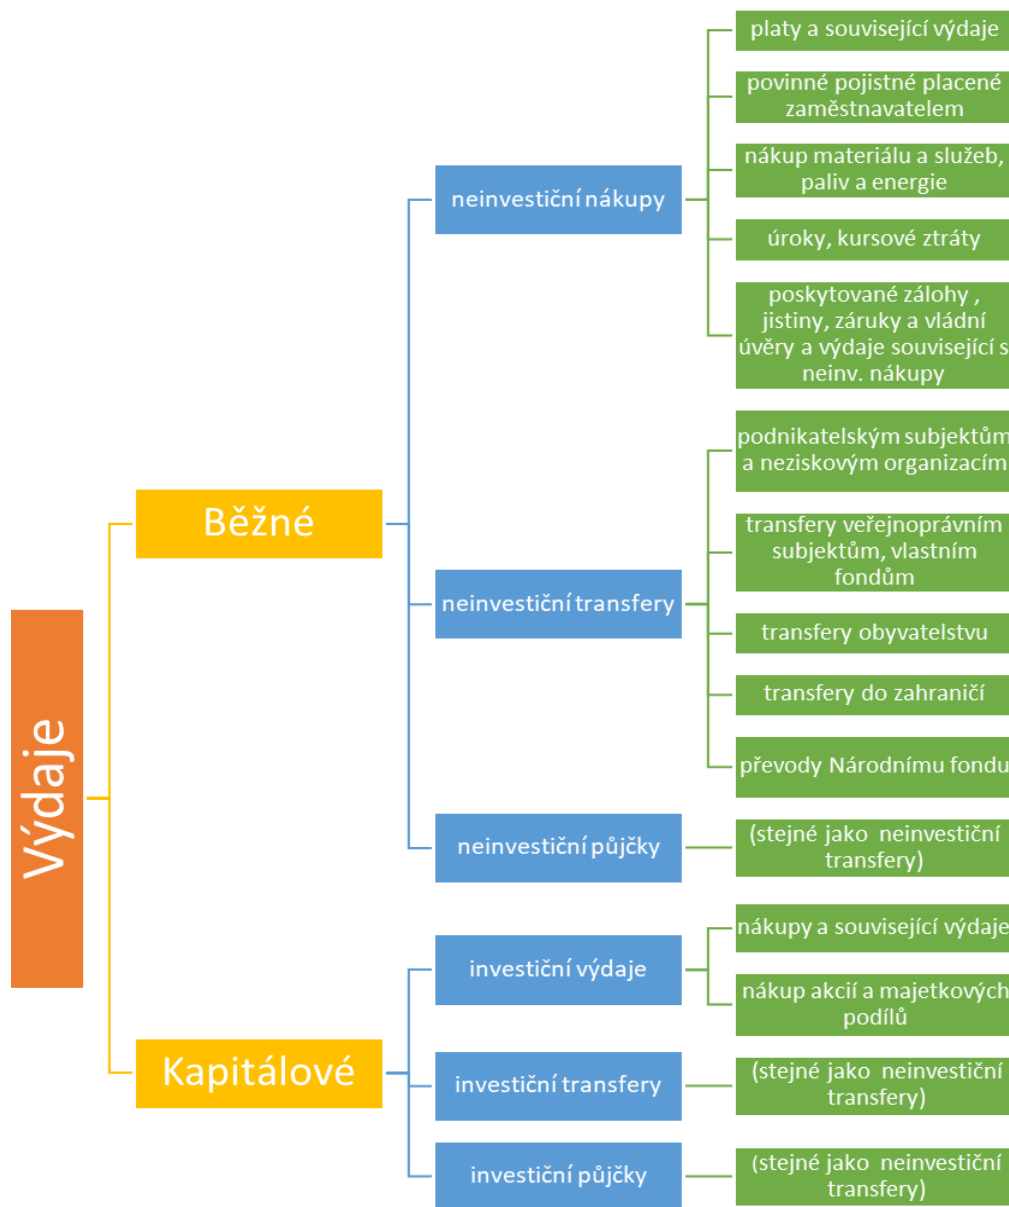 Výdaje
Běžné
neinvestiční nákupy
platy a související výdaje
povinné pojistné placené
zaměstnavatelem
nákup materiálu a služeb,
paliv a energie
úroky, kursové ztráty
poskytované zálohy ,
jistiny, záruky a vládní
úvěry a výdaje související s
neinv. nákupy
neinvestiční transfery
podnikatelským subjektům
a neziskovým organizacím
transfery veřejnoprávním
subjektům, vlastním
fondům
transfery obyvatelstvu
transfery do zahraničí
převody Národnímu fondu
neinvestiční půjčky
(stejné jako neinvestiční
transfery)
Kapitálové
investiční výdaje
nákupy a související výdaje
nákup akcií a majetkových
podílů
investiční transfery
(stejné jako neinvestiční
transfery)
investiční půjčky
(stejné jako neinvestiční
transfery)